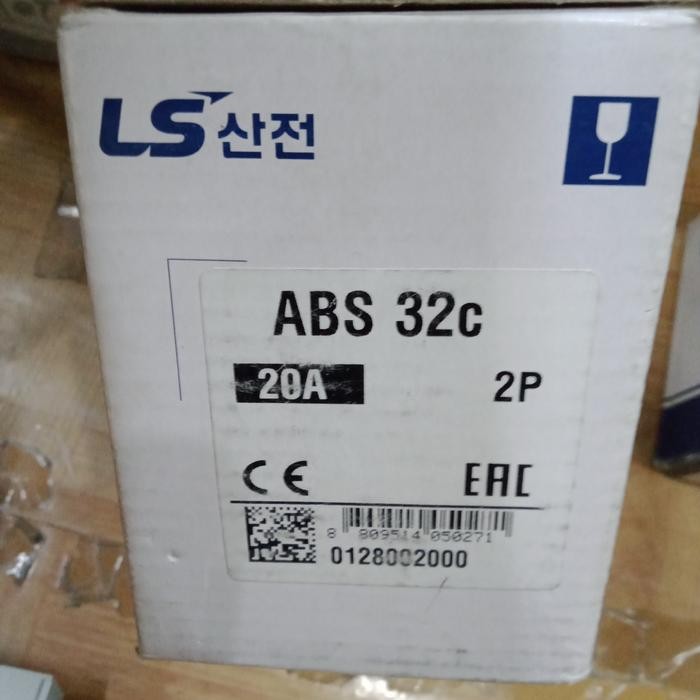 LS산전
ABS 32c
20A 2P
CE EAC
8 809514 050271
0128002000